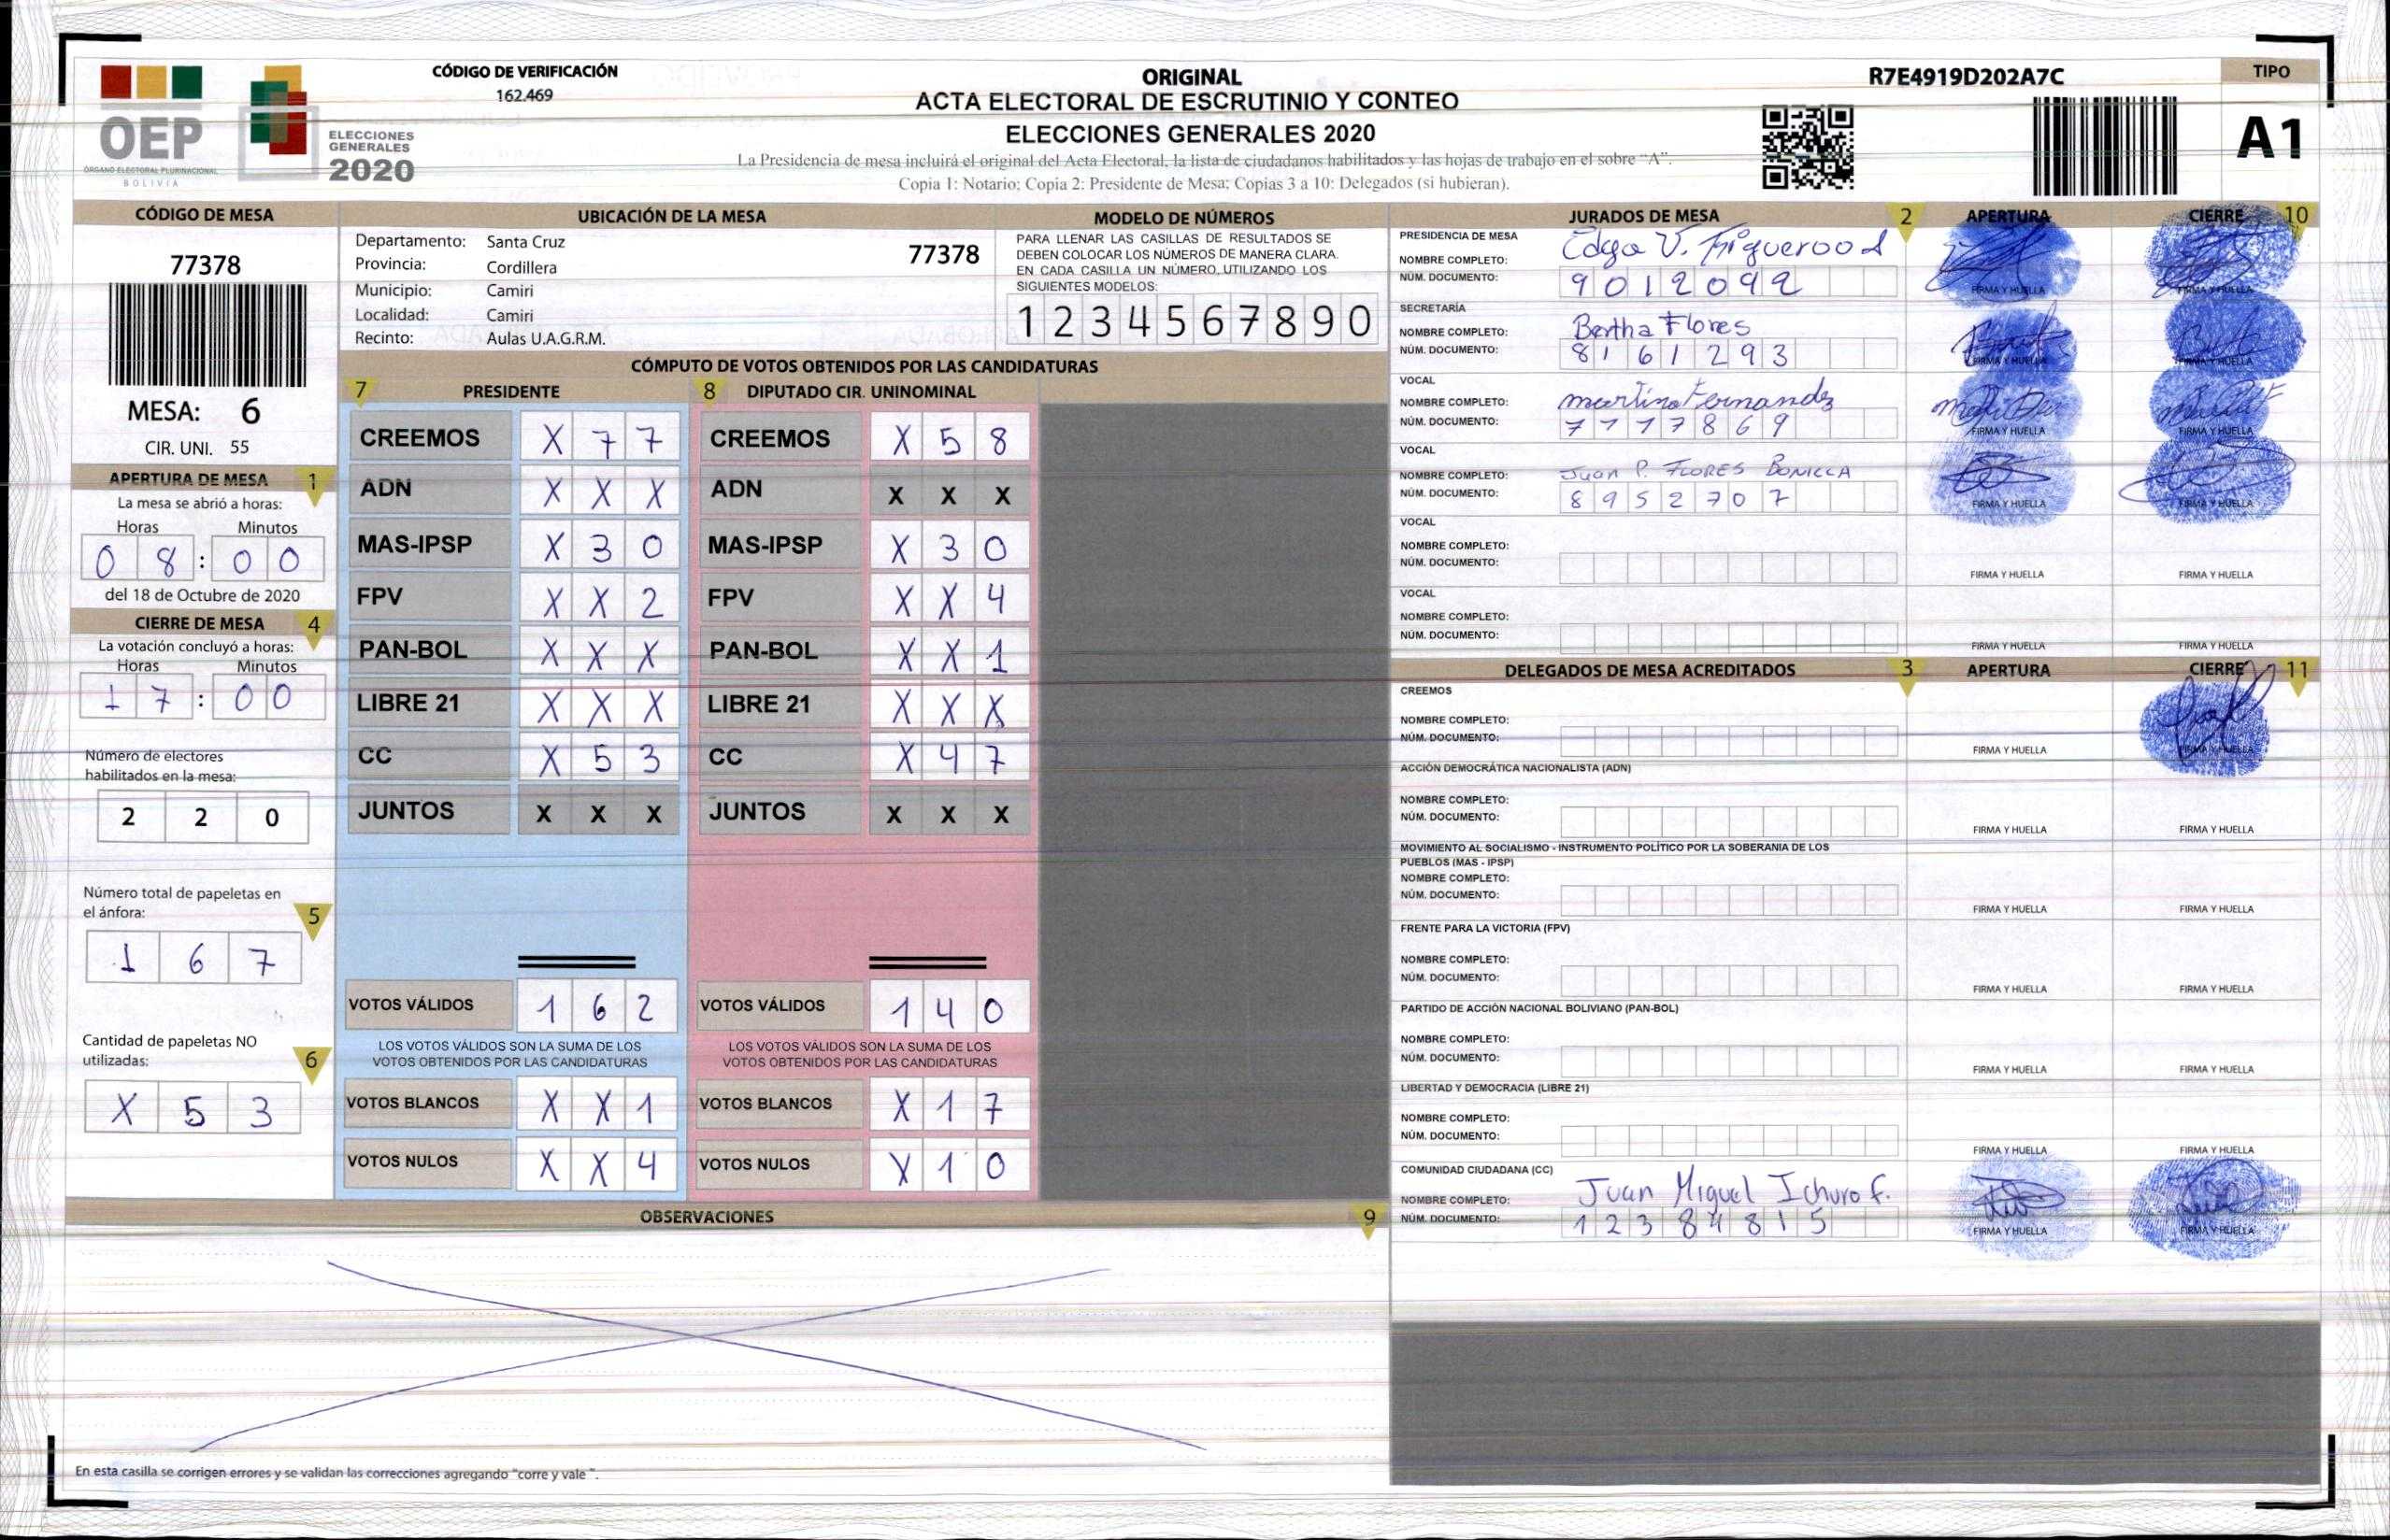 CÓDIGO DE VERIFICACIÓN
162.469
ORIGINAL
ACTA ELECTORAL DE ESCRUTINIO Y CONTEO
ELECCIONES GENERALES 2020
La Presidencia de mesa incluirá el original del Acta Electoral, la lista de ciudadanos habilitados y las hojas de trabajo en el sobre "A".
Copia 1: Notario; Copia 2: Presidente de Mesa; Copias 3 a 10: Delegados (si hubieran).
R7E4919D202A7C
TIPO
A1
OEP
ÓRGANO ELECTORAL PLURINACIONAL
BOLIVIA
ELECCIONES
GENERALES
2020
CÓDIGO DE MESA
77378
MESA: 6
CIR. UNI. 55
APERTURA DE MESA 1
La mesa se abrió a horas:
Horas Minutos
0 8 : 0 0
del 18 de Octubre de 2020
CIERRE DE MESA 4
La votación concluyó a horas:
Horas Minutos
1 7 : 0 0
Número de electores
habilitados en la mesa:
2 2 0
Número total de papeletas en
el ánfora: 5
1 6 7
Cantidad de papeletas NO
utilizadas: 6
X 5 3
UBICACIÓN DE LA MESA
Departamento: Santa Cruz 77378
Provincia: Cordillera
Municipio: Camiri
Localidad: Camiri
Recinto: Aulas U.A.G.R.M.
MODELO DE NÚMEROS
PARA LLENAR LAS CASILLAS DE RESULTADOS SE
DEBEN COLOCAR LOS NÚMEROS DE MANERA CLARA.
EN CADA CASILLA UN NÚMERO, UTILIZANDO LOS
SIGUIENTES MODELOS:
1 2 3 4 5 6 7 8 9 0
CÓMPUTO DE VOTOS OBTENIDOS POR LAS CANDIDATURAS
7 PRESIDENTE 8 DIPUTADO CIR. UNINOMINAL
CREEMOS X 7 7 CREEMOS X 5 8
ADN X X X ADN X X X
MAS-IPSP X 3 0 MAS-IPSP X 3 0
FPV X X 2 FPV X X 4
PAN-BOL X X X PAN-BOL X X 1
LIBRE 21 X X X LIBRE 21 X X X
CC X 5 3 CC X 4 7
JUNTOS X X X JUNTOS X X X
VOTOS VÁLIDOS 1 6 2 VOTOS VÁLIDOS 1 4 0
LOS VOTOS VÁLIDOS SON LA SUMA DE LOS LOS VOTOS VÁLIDOS SON LA SUMA DE LOS
VOTOS OBTENIDOS POR LAS CANDIDATURAS VOTOS OBTENIDOS POR LAS CANDIDATURAS
VOTOS BLANCOS X X 1 VOTOS BLANCOS X 1 7
VOTOS NULOS X X 4 VOTOS NULOS X 1 0
OBSERVACIONES 9
En esta casilla se corrigen errores y se validan las correcciones agregando "corre y vale ".
JURADOS DE MESA 2 APERTURA CIERRE 10
PRESIDENCIA DE MESA
NOMBRE COMPLETO: V.
NÚM. DOCUMENTO: 9 0 1 2 0 9 2 FIRMA Y HUELLA FIRMA Y HUELLA
SECRETARÍA
NOMBRE COMPLETO: Bertha Flores
NÚM. DOCUMENTO: 8 1 6 1 2 9 3 FIRMA Y HUELLA FIRMA Y HUELLA
VOCAL
NOMBRE COMPLETO: Fernandez
NÚM. DOCUMENTO: 7 7 1 7 8 6 9 FIRMA Y HUELLA FIRMA Y HUELLA
VOCAL
NOMBRE COMPLETO: Juan P. FLORES BONILLA
NÚM. DOCUMENTO: 8 9 5 2 7 0 7 FIRMA Y HUELLA FIRMA Y HUELLA
VOCAL
NOMBRE COMPLETO:
NÚM. DOCUMENTO: FIRMA Y HUELLA FIRMA Y HUELLA
VOCAL
NOMBRE COMPLETO:
NÚM. DOCUMENTO: FIRMA Y HUELLA FIRMA Y HUELLA
DELEGADOS DE MESA ACREDITADOS 3 APERTURA CIERRE 11
CREEMOS
NOMBRE COMPLETO:
NÚM. DOCUMENTO: FIRMA Y HUELLA FIRMA Y HUELLA
ACCIÓN DEMOCRÁTICA NACIONALISTA (ADN)
NOMBRE COMPLETO:
NÚM. DOCUMENTO: FIRMA Y HUELLA FIRMA Y HUELLA
MOVIMIENTO AL SOCIALISMO - INSTRUMENTO POLÍTICO POR LA SOBERANIA DE LOS
PUEBLOS (MAS - IPSP)
NOMBRE COMPLETO:
NÚM. DOCUMENTO: FIRMA Y HUELLA FIRMA Y HUELLA
FRENTE PARA LA VICTORIA (FPV)
NOMBRE COMPLETO:
NÚM. DOCUMENTO: FIRMA Y HUELLA FIRMA Y HUELLA
PARTIDO DE ACCIÓN NACIONAL BOLIVIANO (PAN-BOL)
NOMBRE COMPLETO:
NÚM. DOCUMENTO: FIRMA Y HUELLA FIRMA Y HUELLA
LIBERTAD Y DEMOCRACIA (LIBRE 21)
NOMBRE COMPLETO:
NÚM. DOCUMENTO: FIRMA Y HUELLA FIRMA Y HUELLA
COMUNIDAD CIUDADANA (CC)
NOMBRE COMPLETO: Juan Miguel Ichuro F.
NÚM. DOCUMENTO: 1 2 3 8 4 8 1 5 FIRMA Y HUELLA FIRMA Y HUELLA